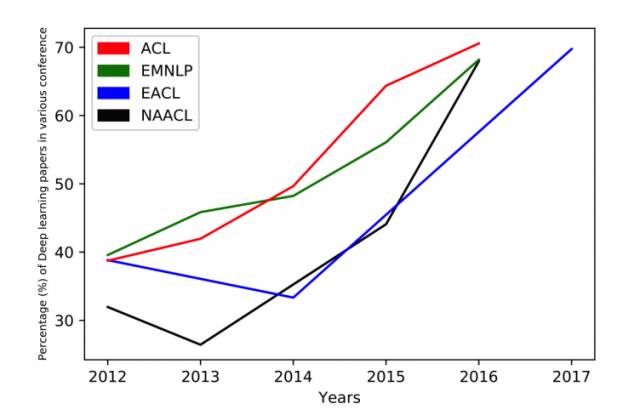 Percentage (%) of Deep learning papers in various conference
70
60
50
40
30
ACL
EMNLP
EACL
NAACL
2012 2013 2014 2015 2016 2017
Years